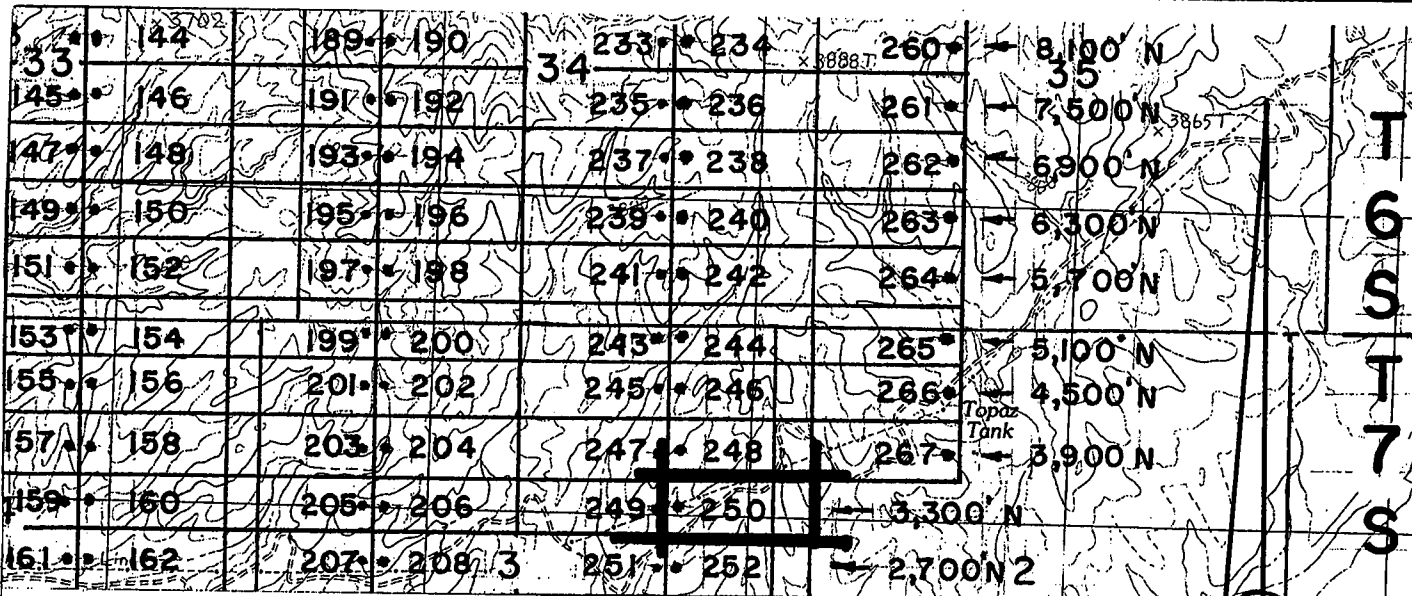 × 3702
144 189 190 233 234 260 8,100' N
33 34 × 3888T 35
145 146 191 192 235 236 261 7,500' N
× 3865T
147 148 193 194 237 238 262 6,900' N
149 150 195 196 239 240 263 6,300' N
151 152 197 198 241 242 264 5,700' N
153 154 199 200 243 244 265 5,100' N
155 156 201 202 245 246 266 4,500' N
Topaz
Tank
157 158 203 204 247 248 267 3,900' N
159 160 205 206 249 250 3,300' N
161 162 207 208 3 251 252 2,700' N 2
T
6
S
T
7
S